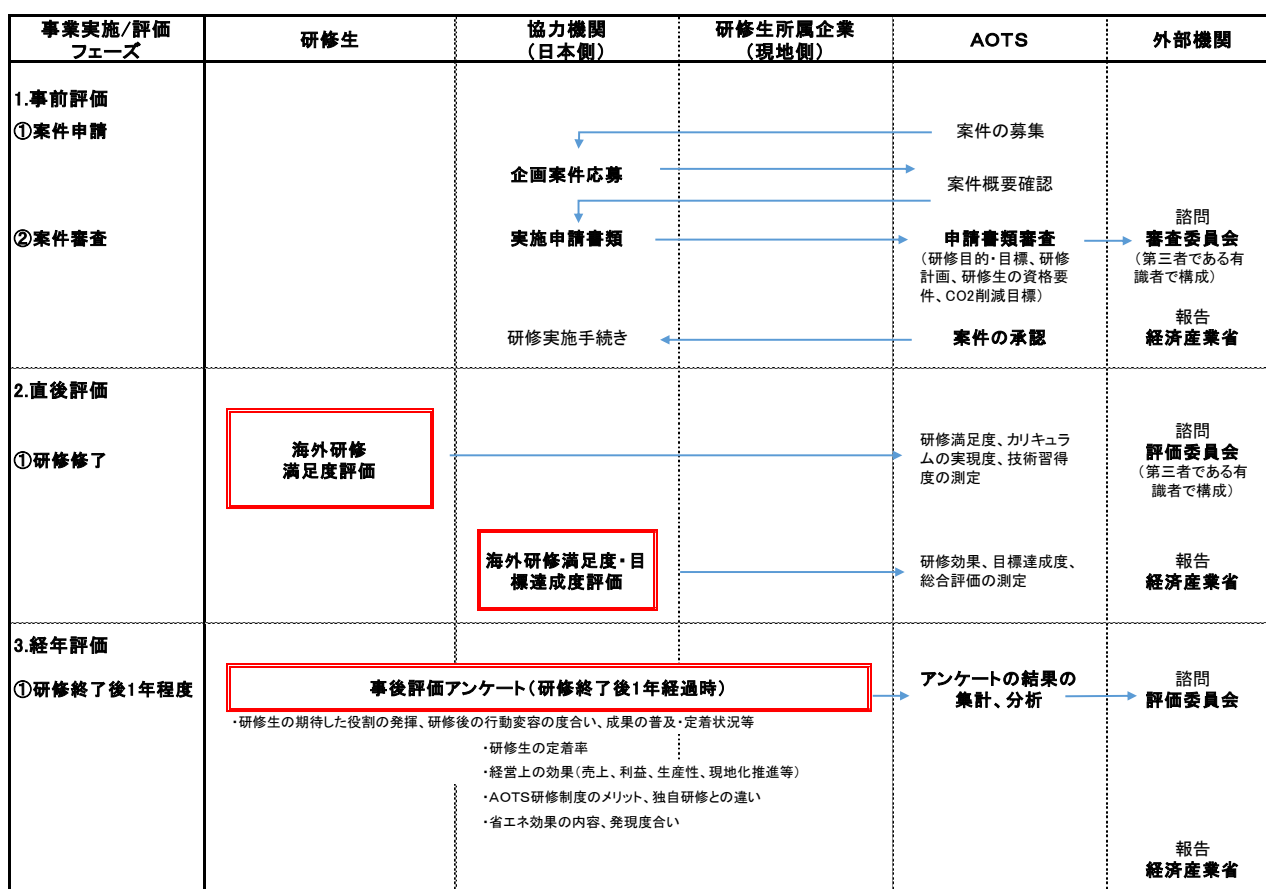 事業実施/評価
フェーズ
研修生
協力機関
（日本側）
研修生所属企業
（現地側）
AOTS
外部機関
1.事前評価
①案件申請
案件の募集
企画案件応募
案件概要確認
②案件審査
実施申請書類
申請書類審査
（研修目的・目標、研修
計画、研修生の資格要
件、CO2削減目標）
諮問
審査委員会
（第三者である有
識者で構成）
研修実施手続き
案件の承認
報告
経済産業省
2.直後評価
①研修修了
海外研修
満足度評価
研修満足度、カリキュラ
ムの実現度、技術習得
度の測定
諮問
評価委員会
（第三者である有
識者で構成）
海外研修満足度・目
標達成度評価
研修効果、目標達成度、
総合評価の測定
報告
経済産業省
3.経年評価
①研修終了後1年程度
事後評価アンケート（研修終了後1年経過時）
アンケートの結果の
集計、分析
諮問
評価委員会
・研修生の期待した役割の発揮、研修後の行動変容の度合い、成果の普及・定着状況等
・研修生の定着率
・経営上の効果（売上、利益、生産性、現地化推進等）
・AOTS研修制度のメリット、独自研修との違い
・省エネ効果の内容、発現度合い
報告
経済産業省